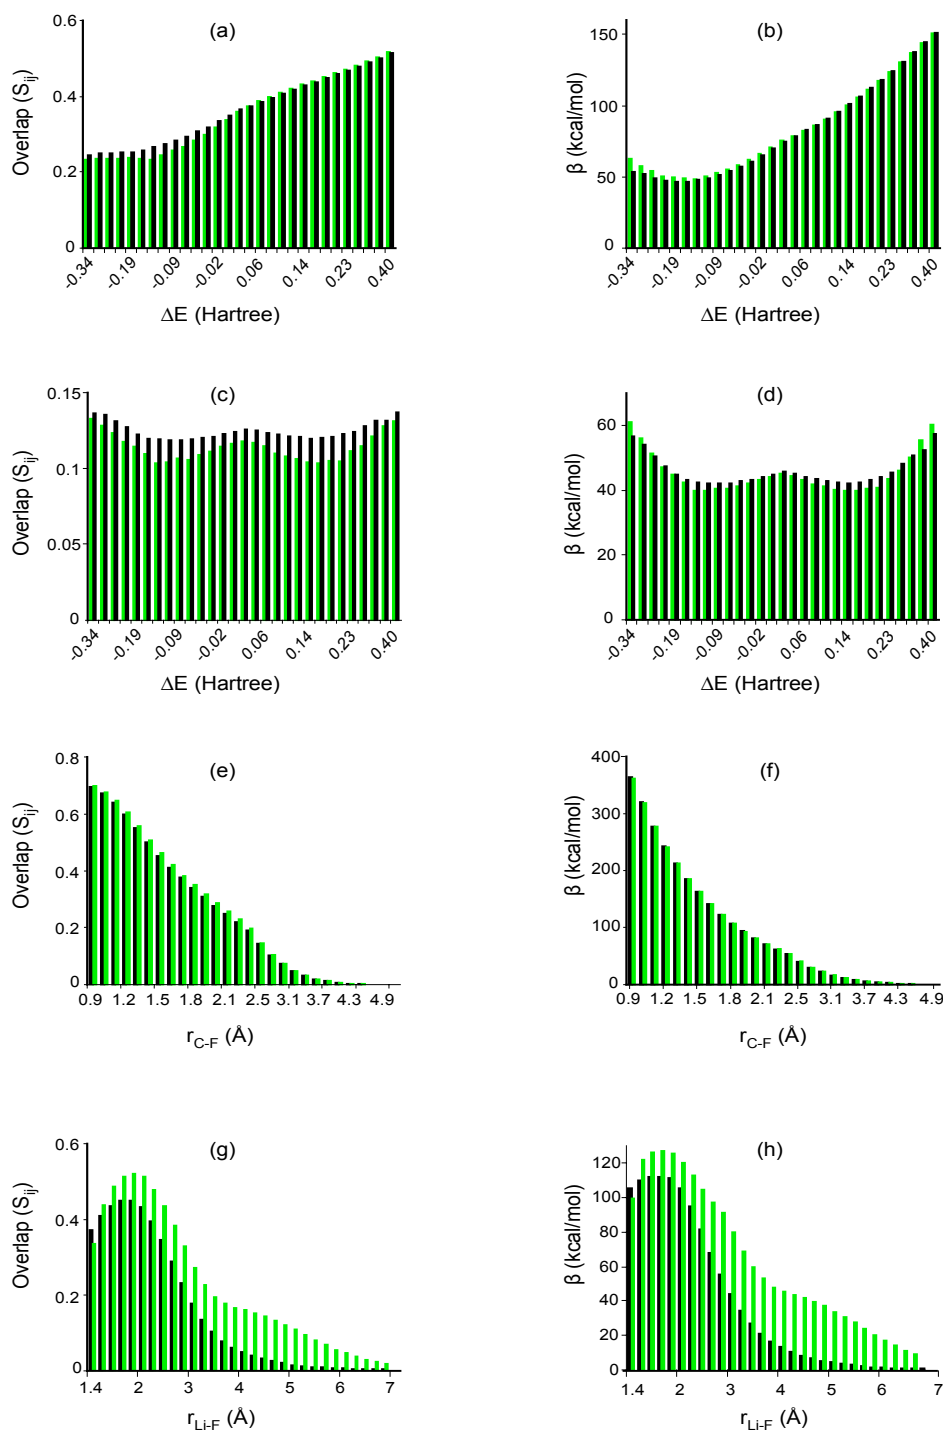 (a)
Overlap (Sij)
0.6
0.4
0.2
0
-0.34 -0.19 -0.09 -0.02 0.06 0.14 0.23 0.40
ΔE (Hartree)
(b)
β (kcal/mol)
150
100
50
0
-0.34 -0.19 -0.09 -0.02 0.06 0.14 0.23 0.40
ΔE (Hartree)
(c)
Overlap (Sij)
0.15
0.1
0.05
0
-0.34 -0.19 -0.09 -0.02 0.06 0.14 0.23 0.40
ΔE (Hartree)
(d)
β (kcal/mol)
60
40
20
0
-0.34 -0.19 -0.09 -0.02 0.06 0.14 0.23 0.40
ΔE (Hartree)
(e)
Overlap (Sij)
0.8
0.6
0.4
0.2
0
0.9 1.2 1.5 1.8 2.1 2.5 3.1 3.7 4.3 4.9
rC-F (Å)
(f)
β (kcal/mol)
400
300
200
100
0
0.9 1.2 1.5 1.8 2.1 2.5 3.1 3.7 4.3 4.9
rC-F (Å)
(g)
Overlap (Sij)
0.6
0.4
0.2
0
1.4 2 3 4 5 6 7
rLi-F (Å)
(h)
β (kcal/mol)
120
100
80
60
40
20
0
1.4 2 3 4 5 6 7
rLi-F (Å)